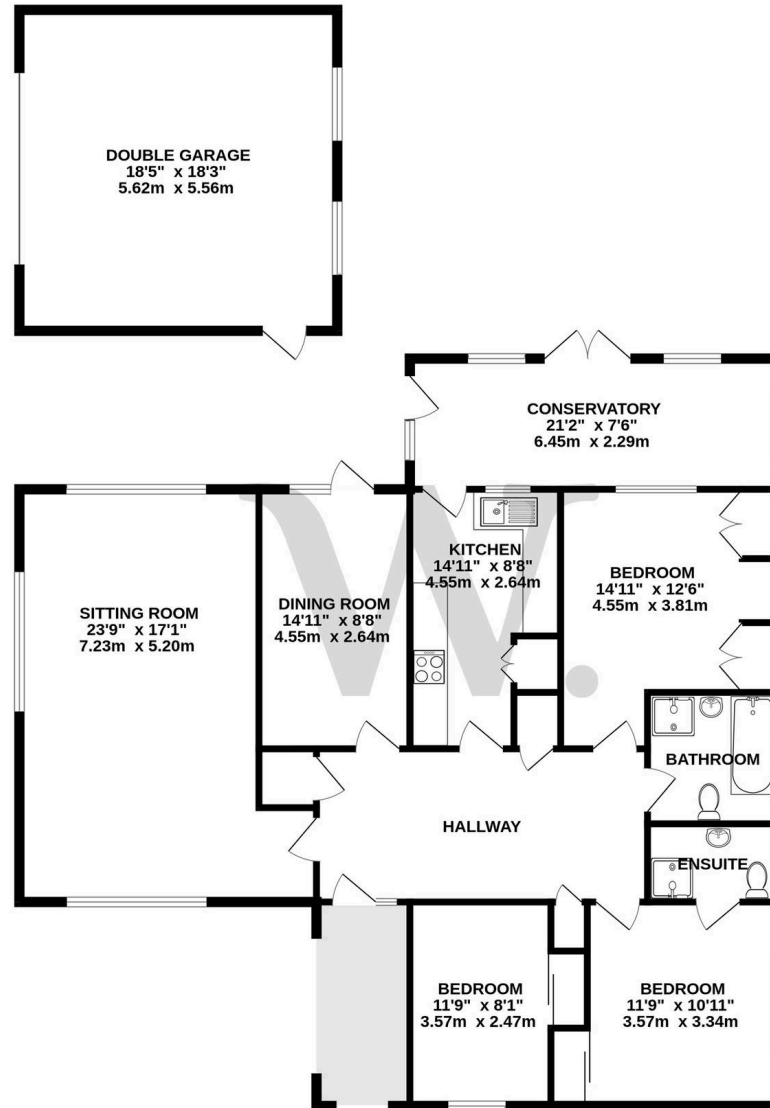 DOUBLE GARAGE
18'5" x 18'3"
5.62m x 5.56m
CONSERVATORY
21'2" x 7'6"
6.45m x 2.29m
KITCHEN
14'11" x 8'8"
4.55m x 2.64m
BEDROOM
14'11" x 12'6"
4.55m x 3.81m
DINING ROOM
14'11" x 8'8"
4.55m x 2.64m
SITTING ROOM
23'9" x 17'1"
7.23m x 5.20m
BATHROOM
HALLWAY
ENSUITE
BEDROOM
11'9" x 8'1"
3.57m x 2.47m
BEDROOM
11'9" x 10'11"
3.57m x 3.34m
W.